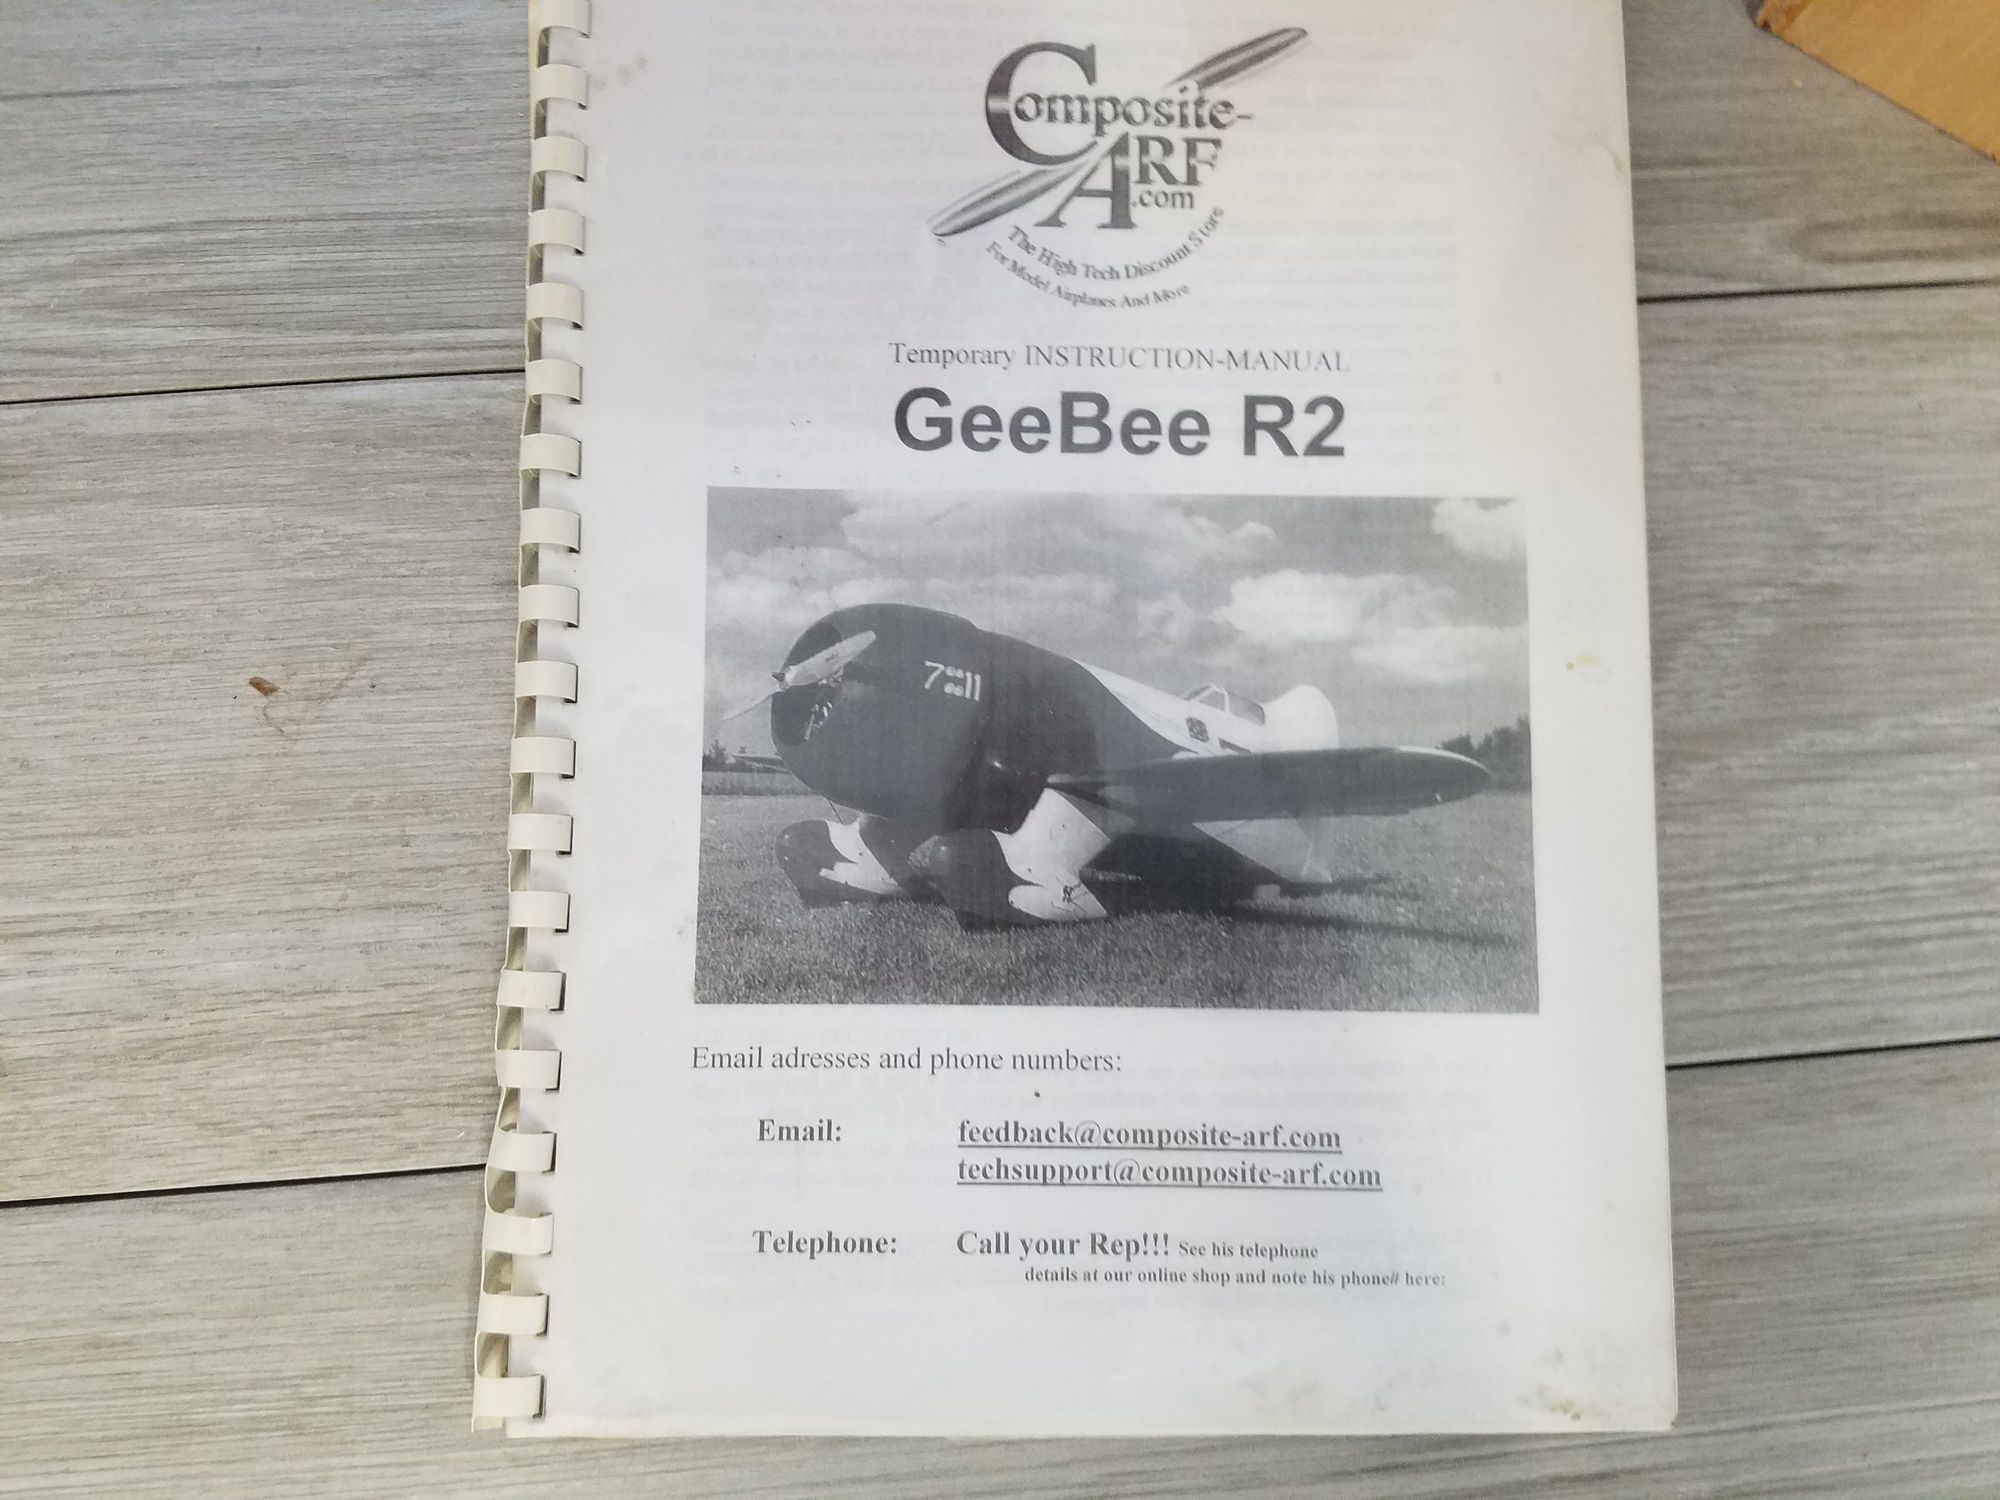 Composite-
ARF
.com
The High Tech Discount Store
For Model Airplanes And More
Temporary INSTRUCTION-MANUAL
GeeBee R2
7 11
Email adresses and phone numbers:
Email: feedback@composite-arf.com
techsupport@composite-arf.com
Telephone: Call your Rep!!! See his telephone
details at our online shop and note his phone# here: